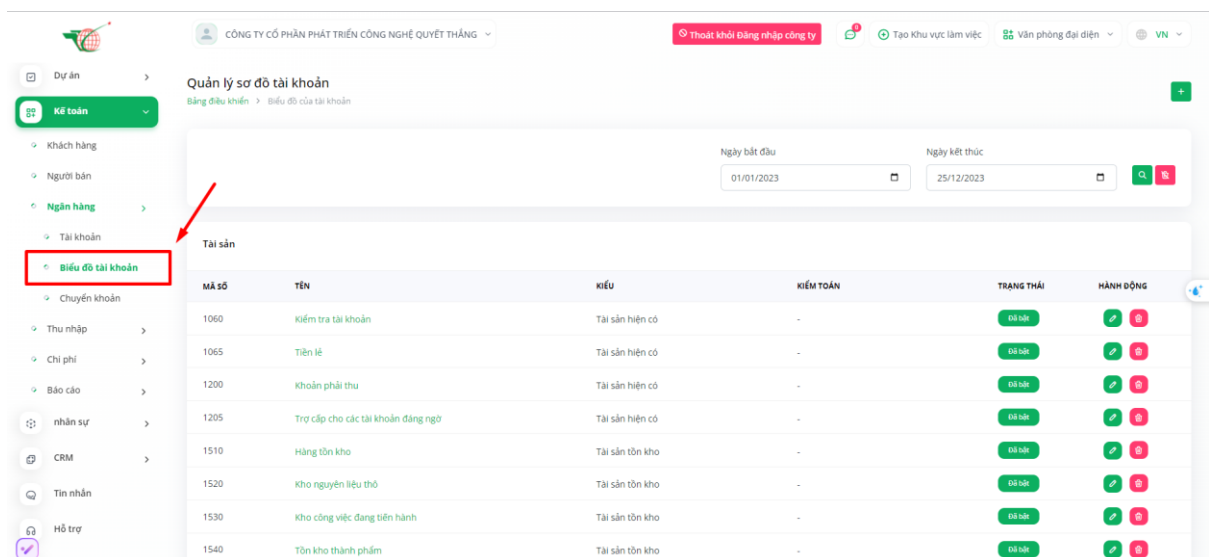 CÔNG TY CỔ PHẦN PHÁT TRIỂN CÔNG NGHỆ QUYẾT THẮNG
Thoát khỏi Đăng nhập công ty
0
Tạo Khu vực làm việc
Văn phòng đại diện
VN
Dự án
Kế toán
Khách hàng
Người bán
Ngân hàng
Tài khoản
Biểu đồ tài khoản
Chuyển khoản
Thu nhập
Chi phí
Báo cáo
nhân sự
CRM
Tin nhắn
Hỗ trợ
Quản lý sơ đồ tài khoản
Bảng điều khiển > Biểu đồ của tài khoản
Ngày bắt đầu Ngày kết thúc
01/01/2023 25/12/2023
Tài sản
MÃ SỐ TÊN KIỂU KIỂM TOÁN TRẠNG THÁI HÀNH ĐỘNG
1060 Kiểm tra tài khoản Tài sản hiện có - Đã bật
1065 Tiền lẻ Tài sản hiện có - Đã bật
1200 Khoản phải thu Tài sản hiện có - Đã bật
1205 Trợ cấp cho các tài khoản đáng ngờ Tài sản hiện có - Đã bật
1510 Hàng tồn kho Tài sản tồn kho - Đã bật
1520 Kho nguyên liệu thô Tài sản tồn kho - Đã bật
1530 Kho công việc đang tiến hành Tài sản tồn kho - Đã bật
1540 Tồn kho thành phẩm Tài sản tồn kho - Đã bật